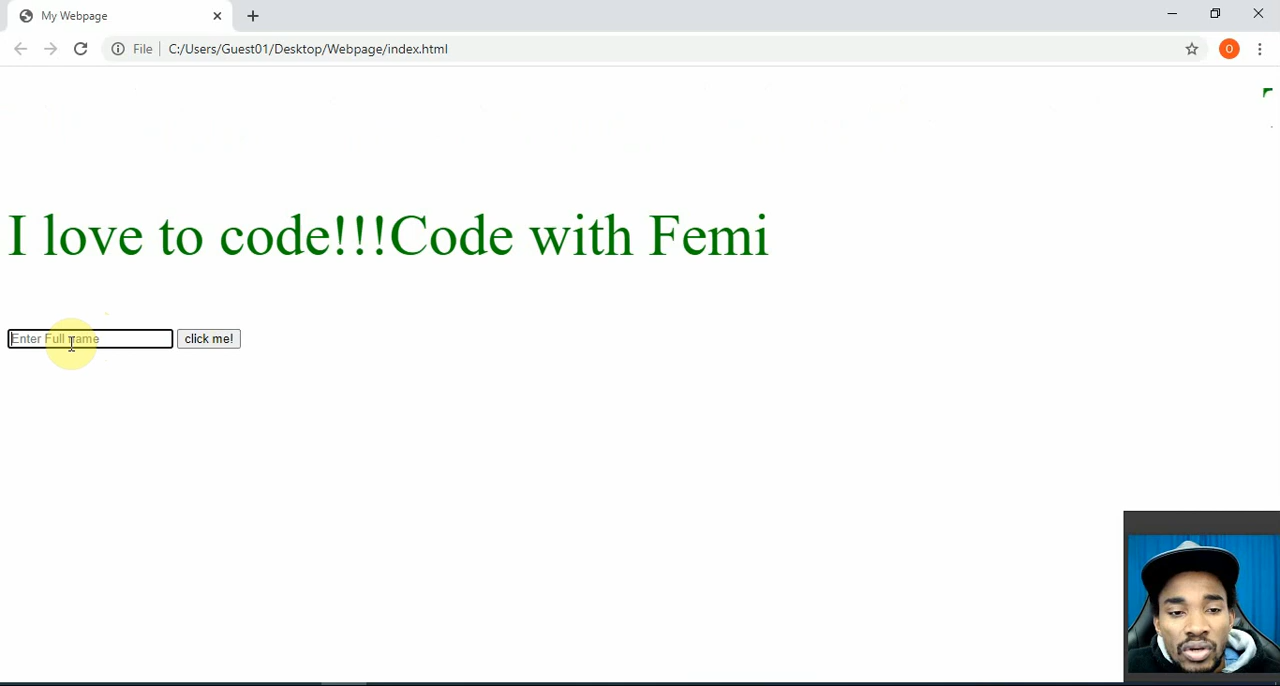 My Webpage
File C:/Users/Guest01/Desktop/Webpage/index.html
O
I love to code!!!Code with Femi
Enter Full name
click me!